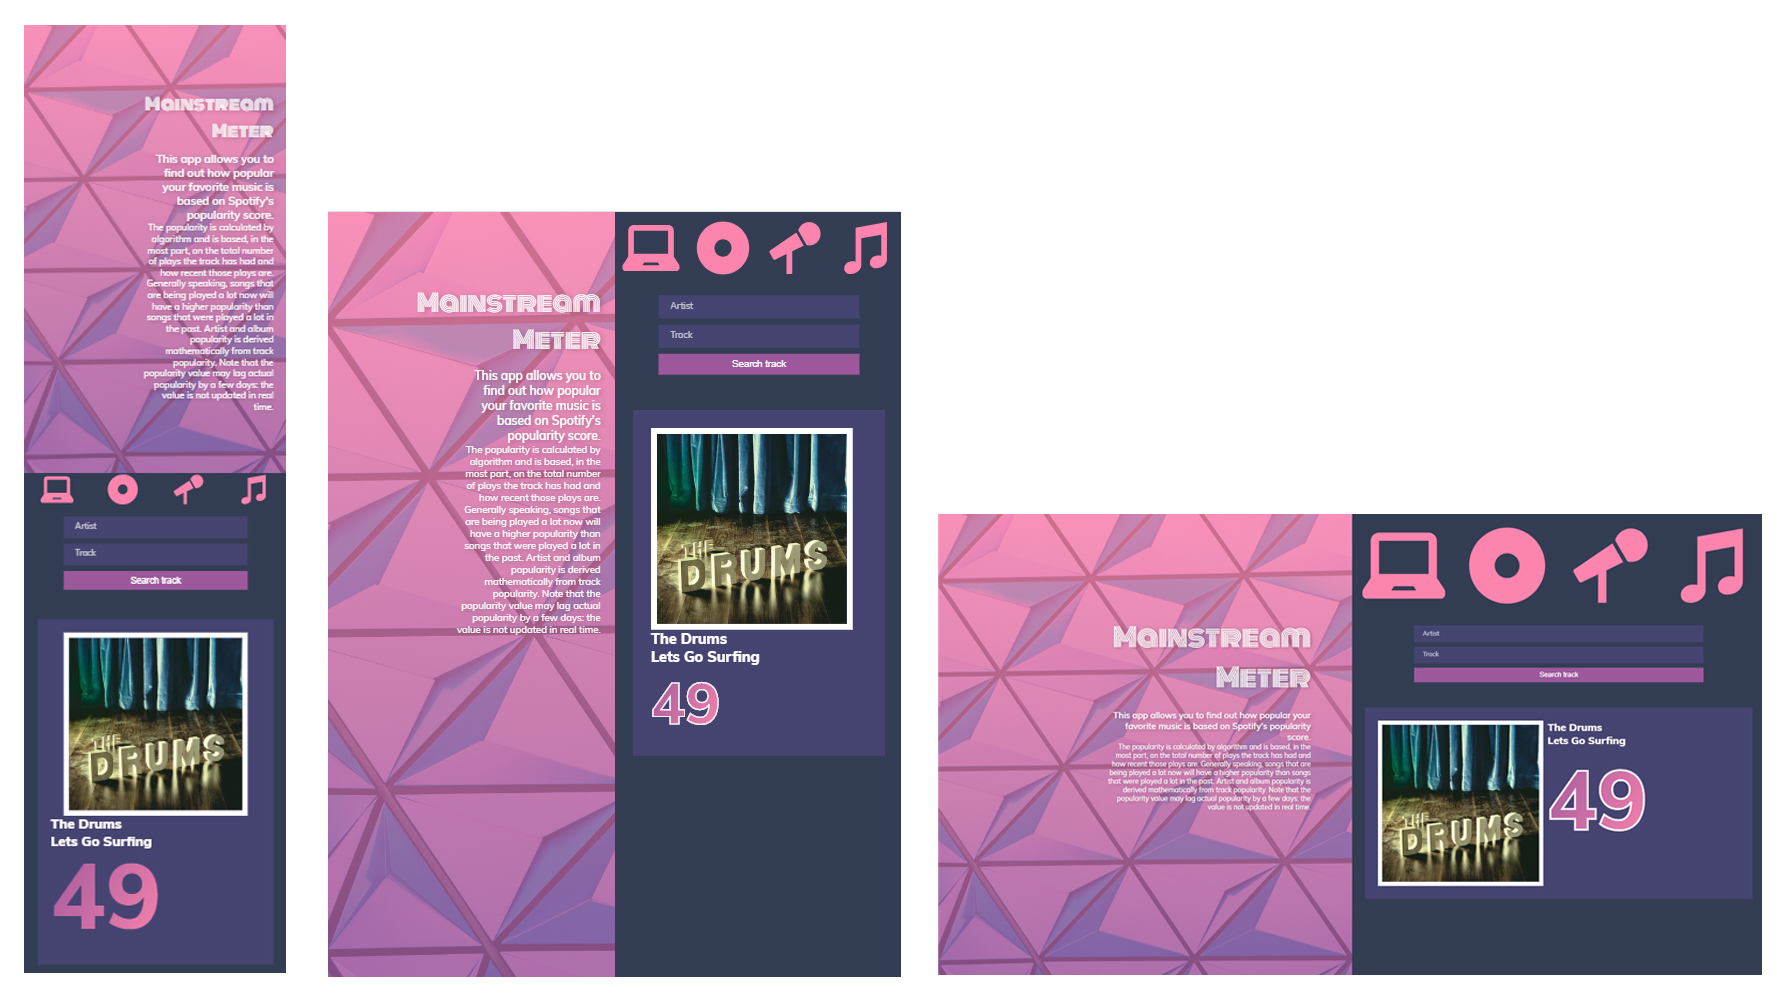 Mainstream
Meter
This app allows you to
find out how popular
your favorite music is
based on Spotify's
popularity score.
The popularity is calculated by
algorithm and is based, in the
most part, on the total number
of plays the track has had and
how recent those plays are.
Generally speaking, songs that
are being played a lot now will
have a higher popularity than
songs that were played a lot in
the past. Artist and album
popularity is derived
mathematically from track
popularity. Note that the
popularity value may lag actual
popularity by a few days: the
value is not updated in real
time.
Artist
Track
Search track
THE
DRUMS
The Drums
Lets Go Surfing
49
Mainstream
Meter
This app allows you to
find out how popular
your favorite music is
based on Spotify's
popularity score.
The popularity is calculated by
algorithm and is based, in the
most part, on the total number
of plays the track has had and
how recent those plays are.
Generally speaking, songs that
are being played a lot now will
have a higher popularity than
songs that were played a lot in
the past. Artist and album
popularity is derived
mathematically from track
popularity. Note that the
popularity value may lag actual
popularity by a few days: the
value is not updated in real time.
Artist
Track
Search track
THE
DRUMS
The Drums
Lets Go Surfing
49
Mainstream
Meter
This app allows you to find out how popular your
favorite music is based on Spotify's popularity
score.
The popularity is calculated by algorithm and is based, in the
most part, on the total number of plays the track has had and
how recent those plays are. Generally speaking, songs that are
being played a lot now will have a higher popularity than songs
that were played a lot in the past. Artist and album popularity is
derived mathematically from track popularity. Note that the
popularity value may lag actual popularity by a few days: the
value is not updated in real time.
Artist
Track
Search track
THE
DRUMS
The Drums
Lets Go Surfing
49